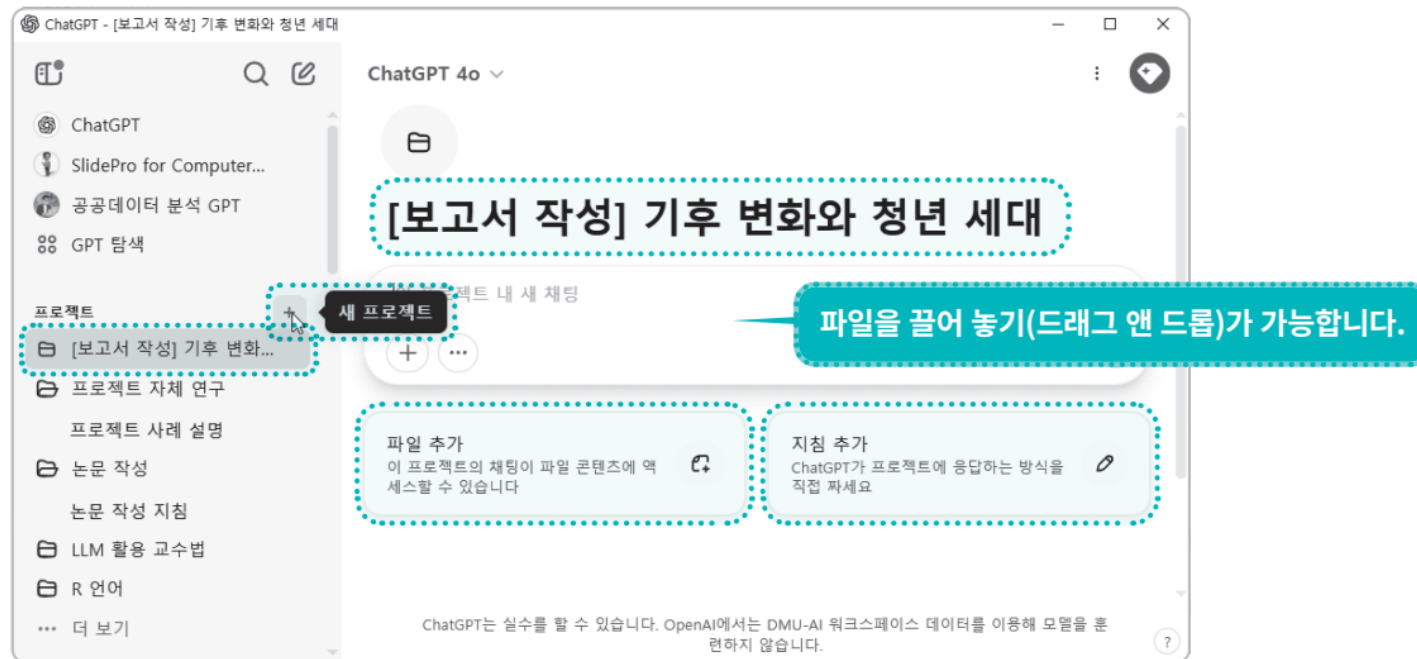 ChatGPT - [보고서 작성] 기후 변화와 청년 세대
ChatGPT
SlidePro for Computer...
공공데이터 분석 GPT
GPT 탐색
프로젝트
새 프로젝트
[보고서 작성] 기후 변화...
프로젝트 자체 연구
프로젝트 사례 설명
논문 작성
논문 작성 지침
LLM 활용 교수법
R 언어
더 보기
ChatGPT 4o
[보고서 작성] 기후 변화와 청년 세대
내 새 채팅
파일을 끌어 놓기(드래그 앤 드롭)가 가능합니다.
파일 추가
이 프로젝트의 채팅이 파일 콘텐츠에 액
세스할 수 있습니다
지침 추가
ChatGPT가 프로젝트에 응답하는 방식을
직접 짜세요
ChatGPT는 실수를 할 수 있습니다. OpenAI에서는 DMU-AI 워크스페이스 데이터를 이용해 모델을 훈
련하지 않습니다.
?